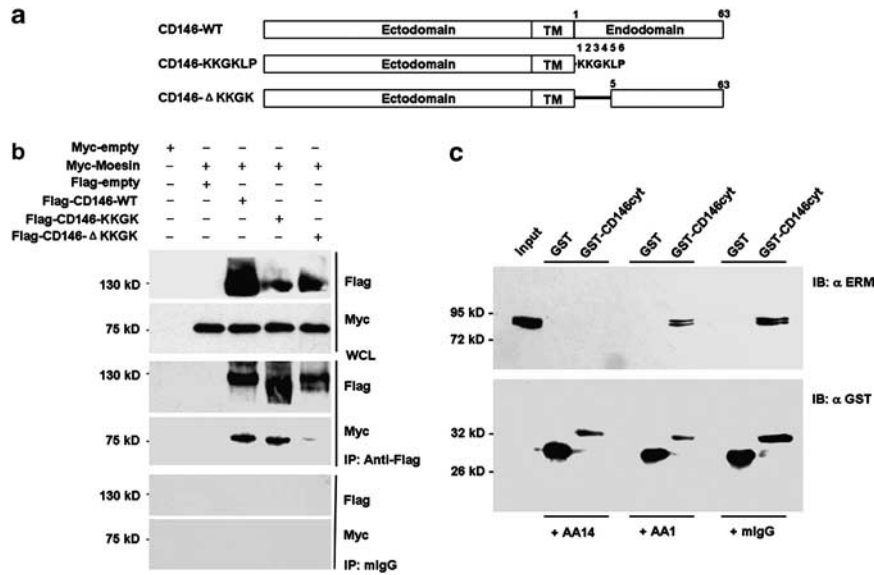 a
1
63
CD146-WT
Ectodomain
TM
Endodomain
1 2 3 4 5 6
CD146-KKGKLP
Ectodomain
TM
KKGKLP
5
63
CD146-Δ KKGK
Ectodomain
TM
b
Myc-empty + – – – – –
Myc-Moesin – + + + +
Flag-empty – + – – –
Flag-CD146-WT – – + – –
Flag-CD146-KKGK – – – + –
Flag-CD146-Δ KKGK – – – – +
130 kD
Flag
75 kD
Myc
WCL
130 kD
Flag
75 kD
Myc
IP: Anti-Flag
130 kD
Flag
75 kD
Myc
IP: mIgG
c
Input
GST
GST-CD146cyt
GST
GST-CD146cyt
GST
GST-CD146cyt
IB: α ERM
95 kD
72 kD
IB: α GST
32 kD
26 kD
+ AA14
+ AA1
+ mIgG